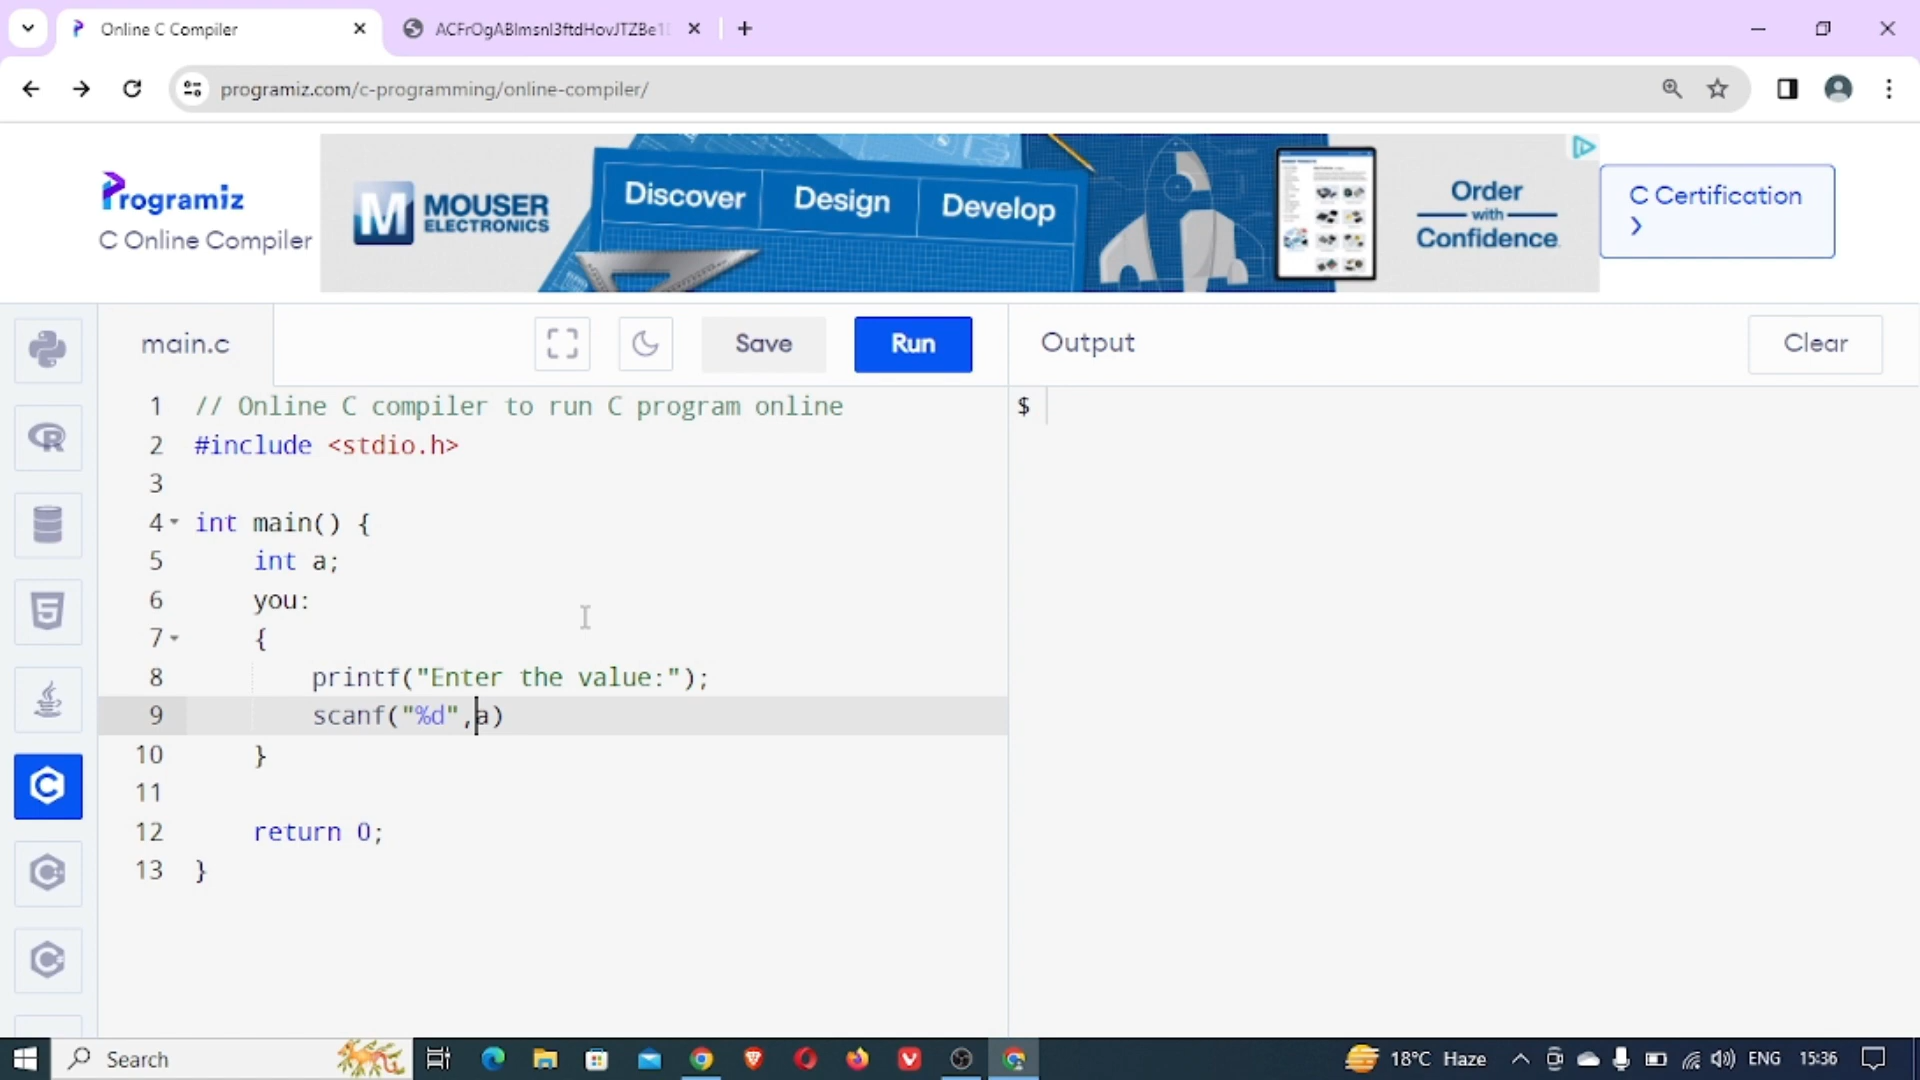 Online C Compiler
ACFrOgABlmsnl3ftdHovJTZBe1
programiz.com/c-programming/online-compiler/
Programiz
C Online Compiler
M MOUSER ELECTRONICS
Discover Design Develop
Order
with
Confidence
C Certification
main.c
Save
Run
Output
Clear
1 // Online C compiler to run C program online
2 #include <stdio.h>
3
4 int main() {
5 int a;
6 you:
7 {
8 printf("Enter the value:");
9 scanf("%d",a)
10 }
11
12 return 0;
13 }
$
Search
18°C Haze
ENG
15:36